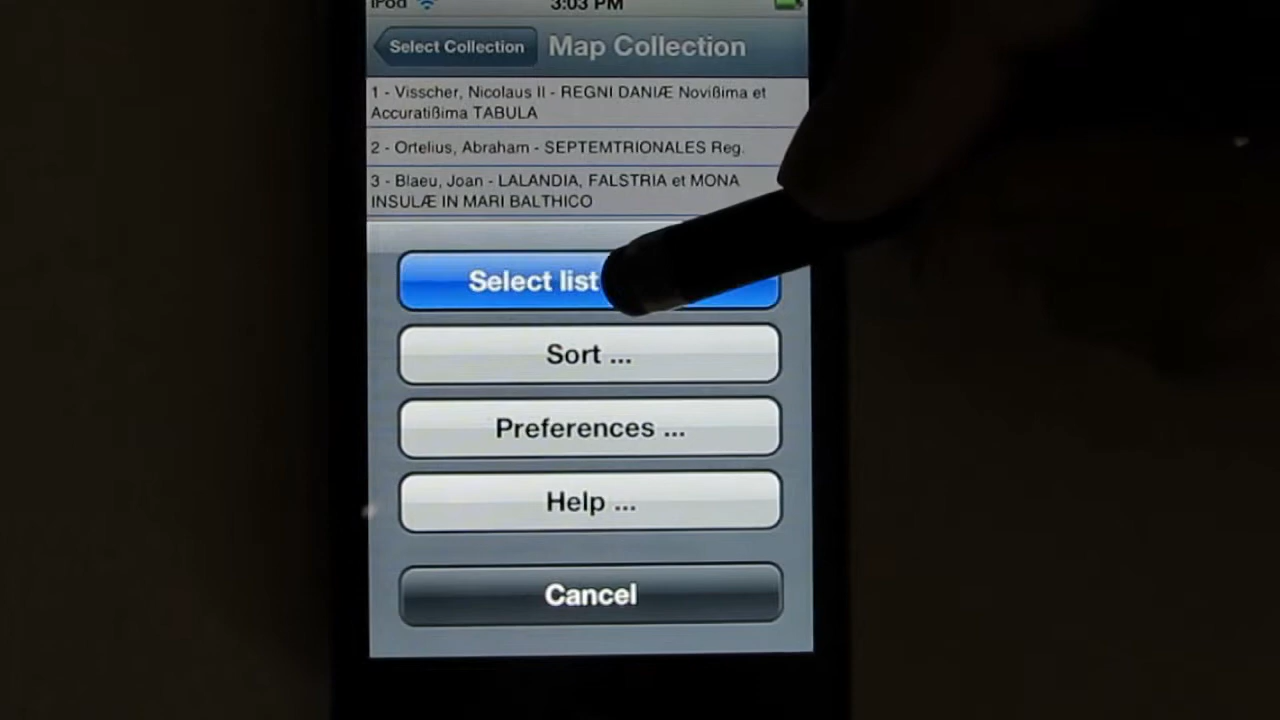 iPod 3:03 PM
Select Collection Map Collection
1 - Visscher, Nicolaus II - REGNI DANIÆ Novißima et
Accuratißima TABULA
2 - Ortelius, Abraham - SEPTEMTRIONALES Reg.
3 - Blaeu, Joan - LALANDIA, FALSTRIA et MONA
INSULÆ IN MARI BALTHICO
Select list
Sort ...
Preferences ...
Help ...
Cancel